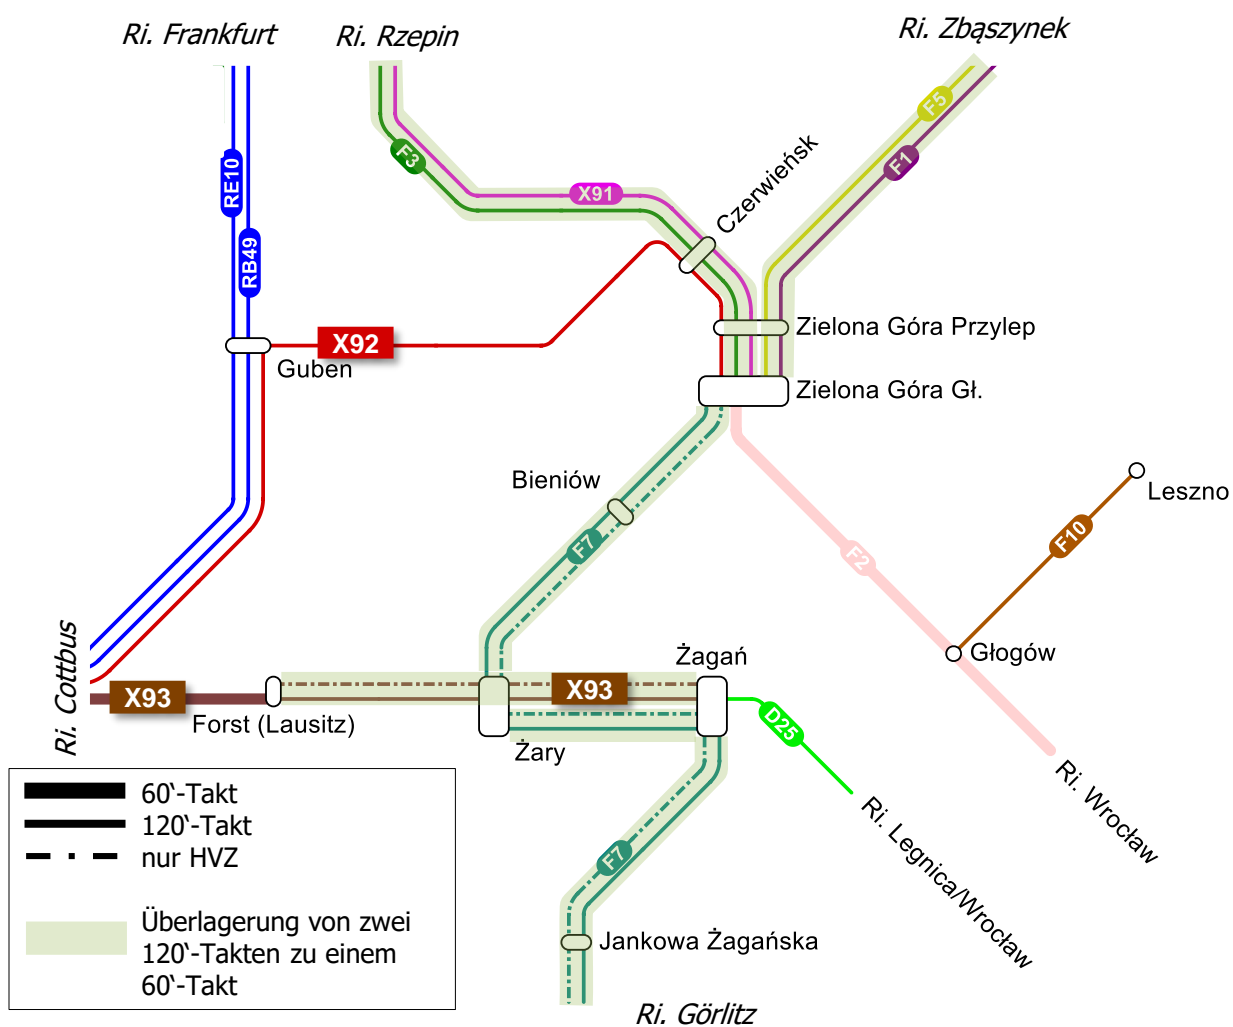 Ri. Frankfurt
Ri. Rzepin
Ri. Zbąszynek
F5
F3
F1
RE10
X91
Czerwieńsk
RB49
X92
Guben
Zielona Góra Przylep
Zielona Góra Gł.
Bieniów
Leszno
F7
F2
F10
Ri. Cottbus
Głogów
Żagań
X93
X93
Forst (Lausitz)
Żary
D25
Ri. Wrocław
Ri. Legnica/Wrocław
60‘-Takt
120‘-Takt
nur HVZ
F7
Überlagerung von zwei
120‘-Takten zu einem
60‘-Takt
Jankowa Żagańska
Ri. Görlitz